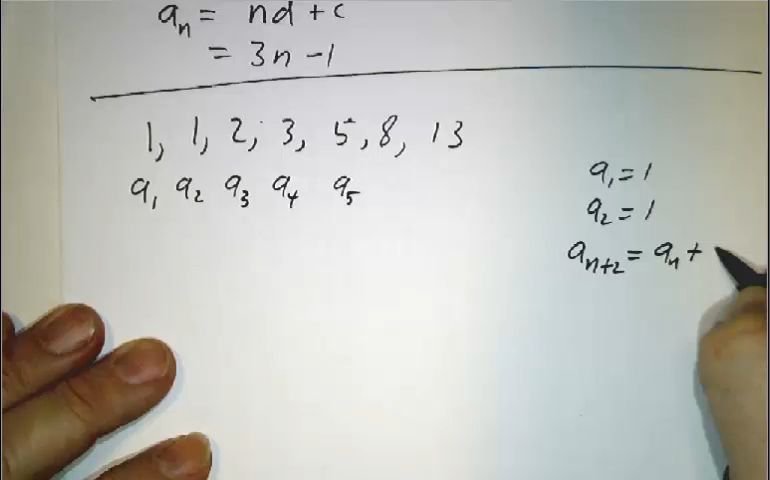 aₙ = nd + c
= 3n - 1
1, 1, 2, 3, 5, 8, 13
a₁ a₂ a₃ a₄ a₅
a₁ = 1
a₂ = 1
aₙ₊₂ = aₙ +